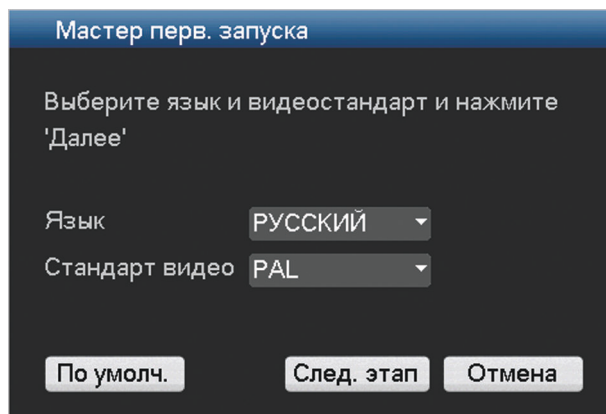 Мастер перв. запуска
Выберите язык и видеостандарт и нажмите
'Далее'
Язык РУССКИЙ
Стандарт видео PAL
По умолч. След. этап Отмена